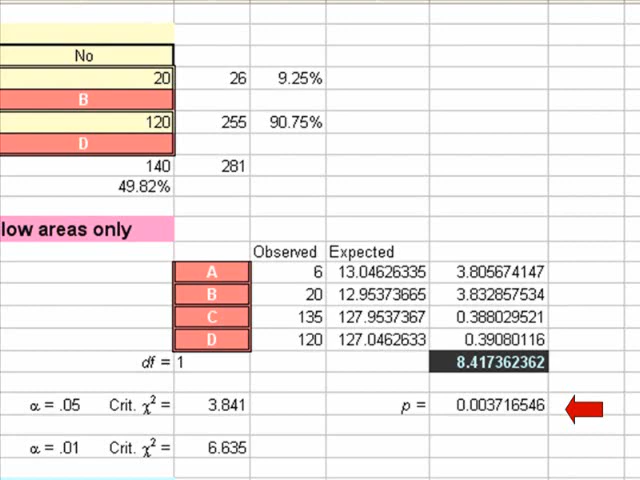 No
20 26 9.25%
B
120 255 90.75%
D
140 281
49.82%
low areas only
Observed Expected
A 6 13.04626335 3.805674147
B 20 12.95373665 3.832857534
C 135 127.9537367 0.388029521
D 120 127.0462633 0.39080116
df = 1 8.417362362
α = .05 Crit. χ² = 3.841 p = 0.003716546
α = .01 Crit. χ² = 6.635